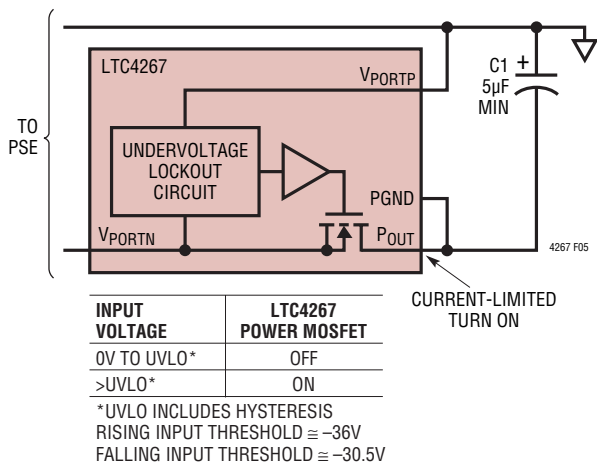 LTC4267
VPORTP
C1
+
5µF
MIN
TO
PSE
UNDERVOLTAGE
LOCKOUT
CIRCUIT
PGND
VPORTN
POUT
4267 F05
CURRENT-LIMITED
TURN ON
INPUT VOLTAGE LTC4267 POWER MOSFET
0V TO UVLO* OFF
>UVLO* ON
*UVLO INCLUDES HYSTERESIS
RISING INPUT THRESHOLD ≅ –36V
FALLING INPUT THRESHOLD ≅ –30.5V